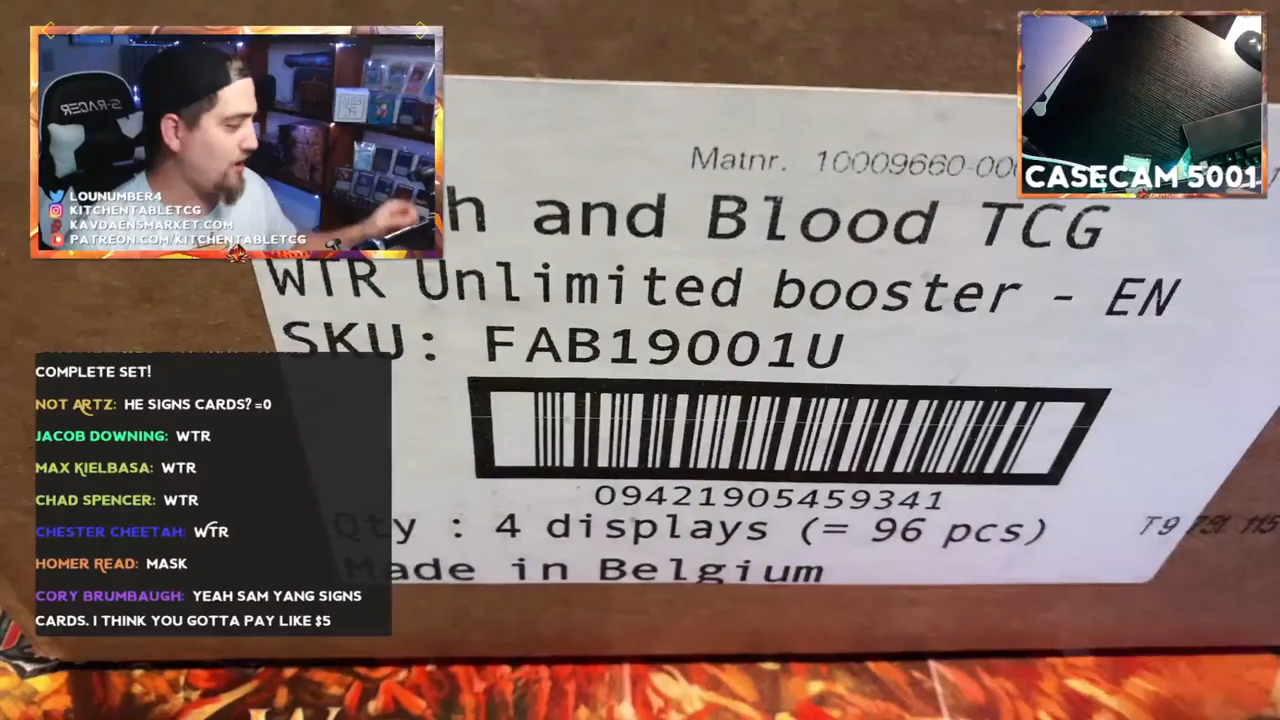 LOUNUMBER4
KITCHENTABLETCG
KAVDAENSMARKET.COM
PATREON.COM/KITCHENTABLETCG
CASECAM 5001
Matnr. 10009660-00
h and Blood TCG
WTR Unlimited booster - EN
SKU: FAB19001U
09421905459341
Qty : 4 displays (= 96 pcs)
Made in Belgium
COMPLETE SET!
NOT ARTZ: HE SIGNS CARDS? =0
JACOB DOWNING: WTR
MAX KIELBASA: WTR
CHAD SPENCER: WTR
CHESTER CHEETAH: WTR
HOMER READ: MASK
CORY BRUMBAUGH: YEAH SAM YANG SIGNS
CARDS. I THINK YOU GOTTA PAY LIKE $5